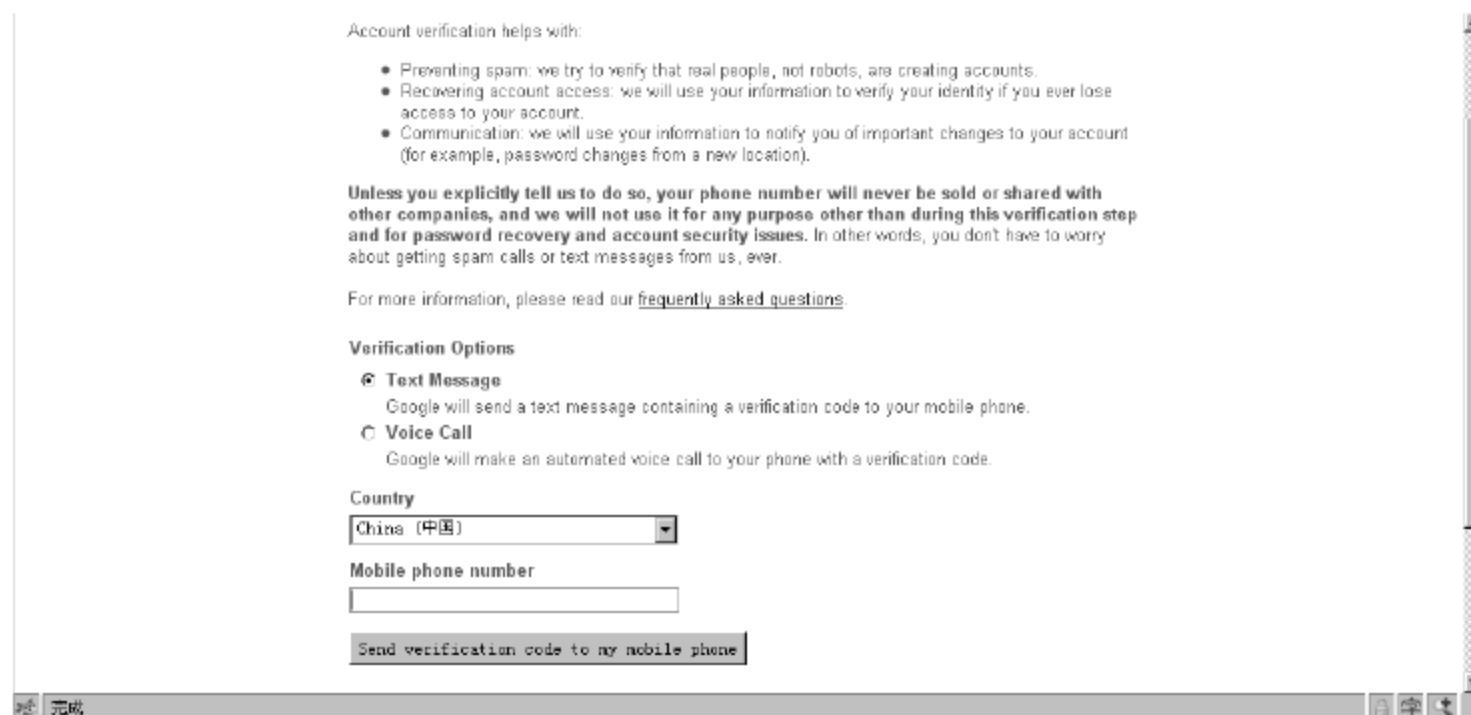 Account verification helps with:
Preventing spam: we try to verify that real people, not robots, are creating accounts.
Recovering account access: we will use your information to verify your identity if you ever lose
access to your account.
Communication: we will use your information to notify you of important changes to your account
(for example, password changes from a new location).
Unless you explicitly tell us to do so, your phone number will never be sold or shared with
other companies, and we will not use it for any purpose other than during this verification step
and for password recovery and account security issues. In other words, you don't have to worry
about getting spam calls or text messages from us, ever.
For more information, please read our frequently asked questions.
Verification Options
Text Message
Google will send a text message containing a verification code to your mobile phone.
Voice Call
Google will make an automated voice call to your phone with a verification code.
Country
China (中国)
Mobile phone number
Send verification code to my mobile phone
完成